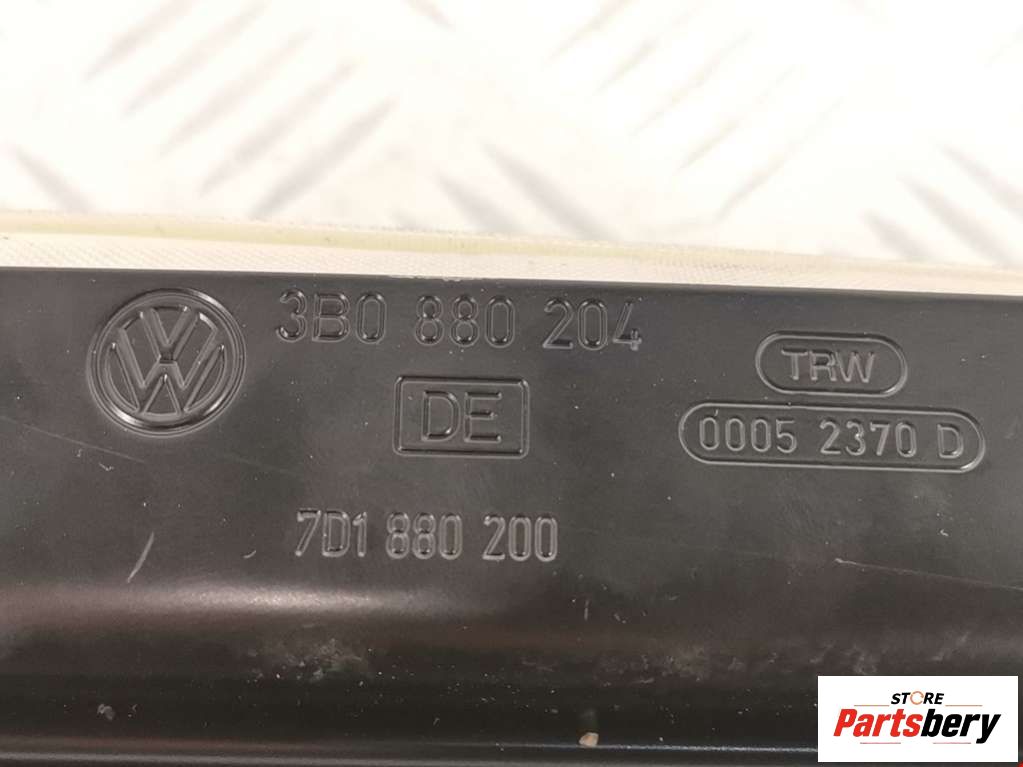 3B0 880 204
TRW
DE
0005 2370 D
7D1 880 200
STORE
Partsbery